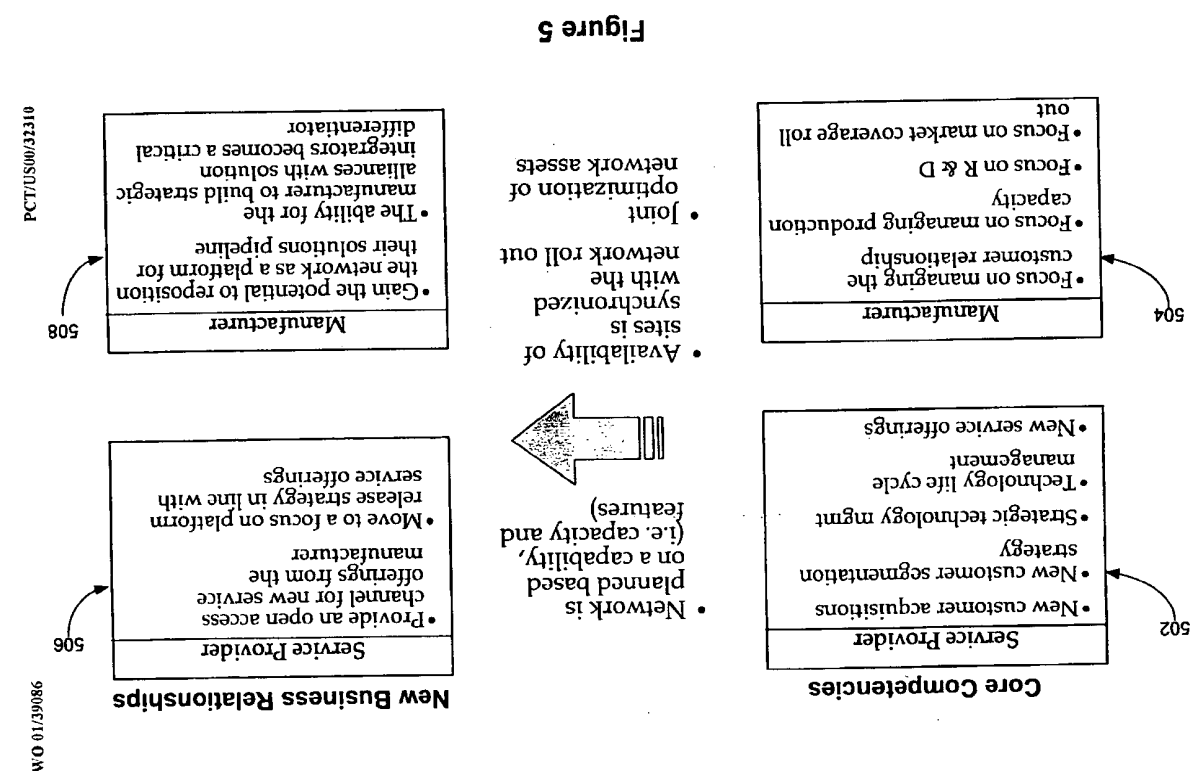 WO 01/39086
PCT/US00/32310
Core Competencies
Service Provider
•New customer acquisitions
•New customer segmentation
strategy
•Strategic technology mgmt
•Technology life cycle
management
•New service offerings
502
Manufacturer
•Focus on managing the
customer relationship
•Focus on managing production
capacity
•Focus on R & D
•Focus on market coverage roll
out
504
• Network is
planned based
on a capability,
(i.e. capacity and
features)
• Availability of
sites is
synchronized
with the
network roll out
• Joint
optimization of
network assets
New Business Relationships
Service Provider
•Provide an open access
channel for new service
offerings from the
manufacturer
•Move to a focus on platform
release strategy in line with
service offerings
506
Manufacturer
•Gain the potential to reposition
the network as a platform for
their solutions pipeline
•The ability for the
manufacturer to build strategic
alliances with solution
integrators becomes a critical
differentiator
508
Figure 5